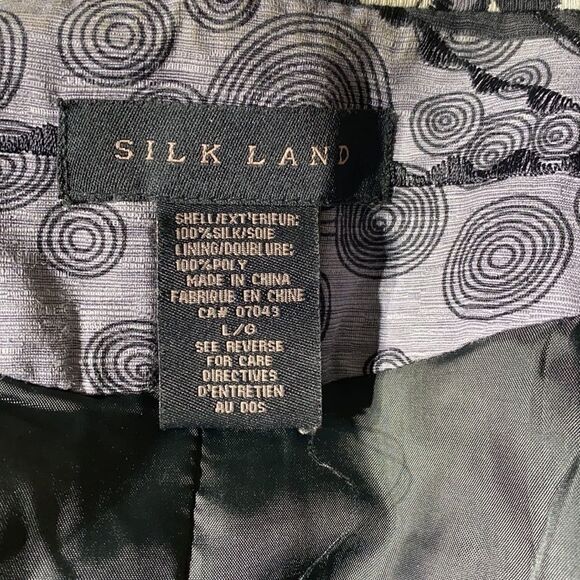 SILK LAND
SHELL/EXT'ERIEUR:
100%SILK/SOIE
LINING/DOUBLURE:
100%POLY
MADE IN CHINA
FABRIQUE EN CHINE
CA# 07043
L/G
SEE REVERSE
FOR CARE
DIRECTIVES
D'ENTRETIEN
AU DOS